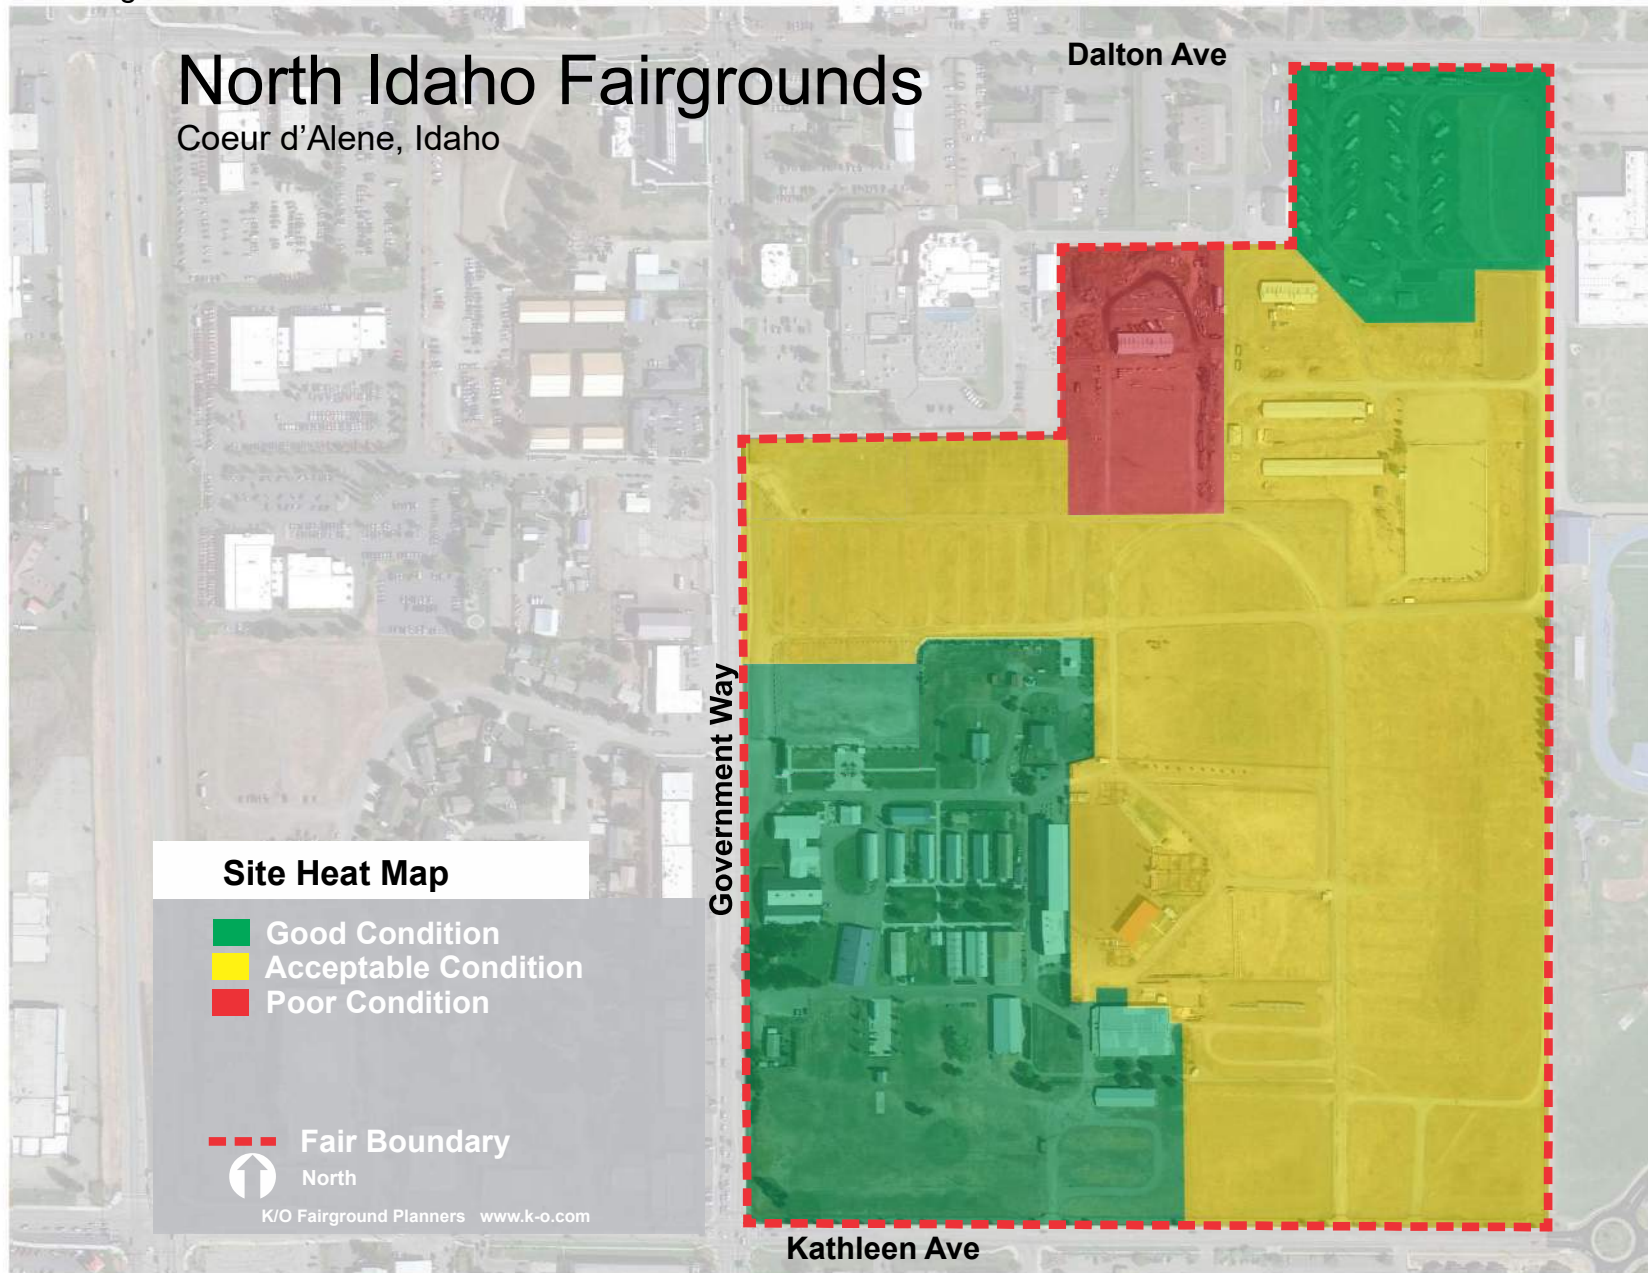 North Idaho Fairgrounds
Coeur d’Alene, Idaho
Dalton Ave
Government Way
Site Heat Map
Good Condition
Acceptable Condition
Poor Condition
Fair Boundary
North
K/O Fairground Planners www.k-o.com
Kathleen Ave